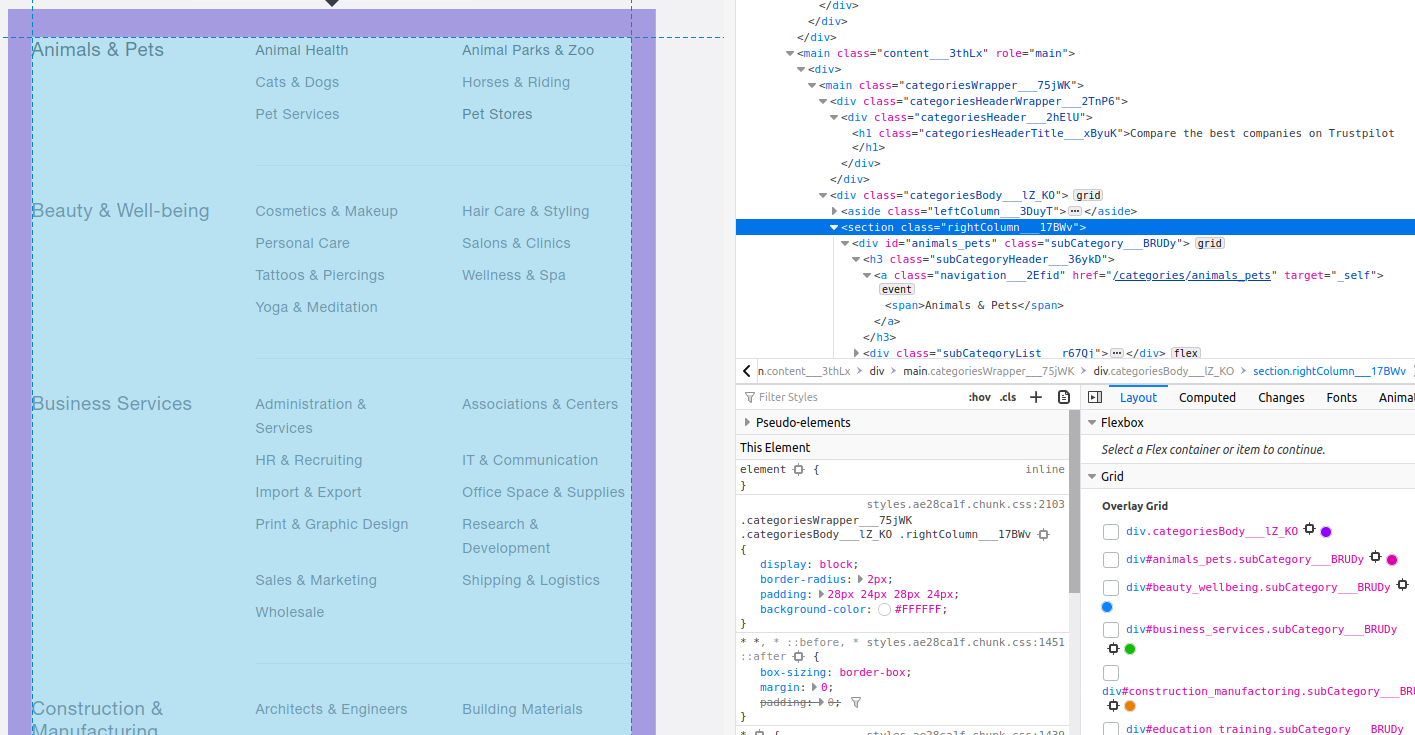 Animals & Pets
Animal Health
Animal Parks & Zoo
Cats & Dogs
Horses & Riding
Pet Services
Pet Stores
Beauty & Well-being
Cosmetics & Makeup
Hair Care & Styling
Personal Care
Salons & Clinics
Tattoos & Piercings
Wellness & Spa
Yoga & Meditation
Business Services
Administration &
Services
Associations & Centers
HR & Recruiting
IT & Communication
Import & Export
Office Space & Supplies
Print & Graphic Design
Research &
Development
Sales & Marketing
Shipping & Logistics
Wholesale
Construction &
Manufacturing
Architects & Engineers
Building Materials
</div>
</div>
</div>
<main class="content___3thLx" role="main">
<div>
<main class="categoriesWrapper___75jWK">
<div class="categoriesHeaderWrapper___2TnP6">
<div class="categoriesHeader___2hElU">
<h1 class="categoriesHeaderTitle___xByuK">Compare the best companies on Trustpilot
</h1>
</div>
</div>
<div class="categoriesBody___lZ_KO"> grid
<aside class="leftColumn___3DuyT">⋯</aside>
<section class="rightColumn___17BWv">
<div id="animals_pets" class="subCategory___BRUDy"> grid
<h3 class="subCategoryHeader___36ykD">
<a class="navigation___2Efid" href="/categories/animals_pets" target="_self">
event
<span>Animals & Pets</span>
</a>
</h3>
<div class="subCategoryList___r67Qj">⋯</div> flex
n.content___3thLx > div > main.categoriesWrapper___75jWK > div.categoriesBody___lZ_KO > section.rightColumn___17BWv
Filter Styles :hov .cls +
Pseudo-elements
This Element
element { inline
}
styles.ae28ca1f.chunk.css:2103
.categoriesWrapper___75jWK
.categoriesBody___lZ_KO .rightColumn___17BWv
{
display: block;
border-radius: 2px;
padding: 28px 24px 28px 24px;
background-color: #FFFFFF;
}
* *, * ::before, * styles.ae28ca1f.chunk.css:1451
::after {
box-sizing: border-box;
margin: 0;
padding: 0;
}
* { styles.ae28ca1f.chunk.css:1439
Layout Computed Changes Fonts Animat
Flexbox
Select a Flex container or item to continue.
Grid
Overlay Grid
div.categoriesBody___lZ_KO
div#animals_pets.subCategory___BRUDy
div#beauty_wellbeing.subCategory___BRUDy
div#business_services.subCategory___BRUDy
div#construction_manufacturing.subCategory___BRU
div#education_training.subCategory___BRUDy